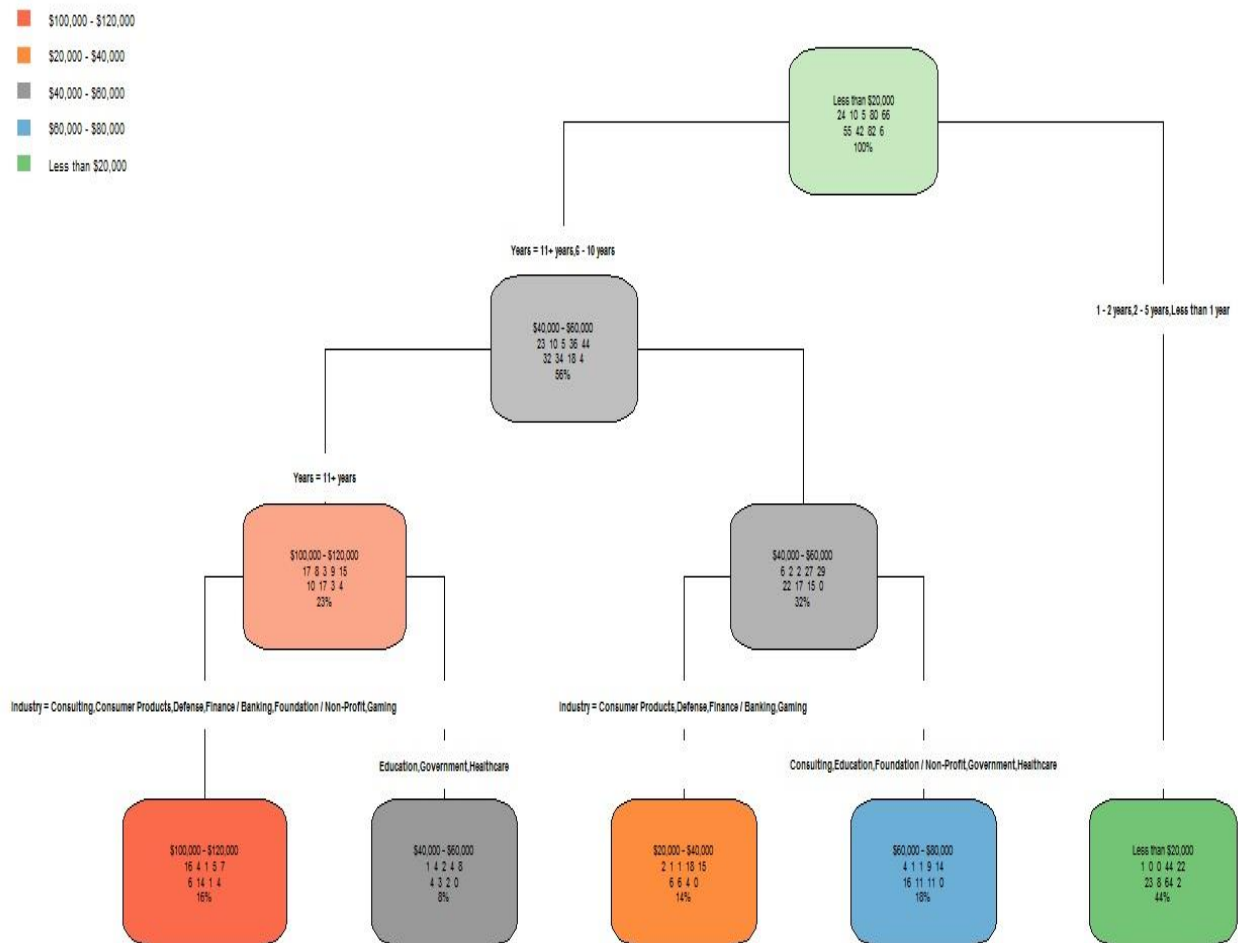 $100,000 - $120,000
$20,000 - $40,000
$40,000 - $60,000
$60,000 - $80,000
Less than $20,000
Less than $20,000
24 10 5 80 66
55 42 82 6
100%
Years = 11+ years,6 - 10 years
1 - 2 years,2 - 5 years,Less than 1 year
$40,000 - $60,000
23 10 5 36 44
32 34 18 4
56%
Years = 11+ years
$100,000 - $120,000
17 8 3 9 15
10 17 3 4
23%
$40,000 - $60,000
6 2 2 27 29
22 17 15 0
32%
Industry = Consulting,Consumer Products,Defense,Finance / Banking,Foundation / Non-Profit,Gaming
Industry = Consumer Products,Defense,Finance / Banking,Gaming
Education,Government,Healthcare
Consulting,Education,Foundation / Non-Profit,Government,Healthcare
$100,000 - $120,000
16 4 1 5 7
6 14 1 4
16%
$40,000 - $60,000
1 4 2 4 8
4 3 2 0
8%
$20,000 - $40,000
2 1 1 18 15
6 6 4 0
14%
$60,000 - $80,000
4 1 1 9 14
16 11 11 0
18%
Less than $20,000
1 0 0 44 22
23 8 64 2
44%